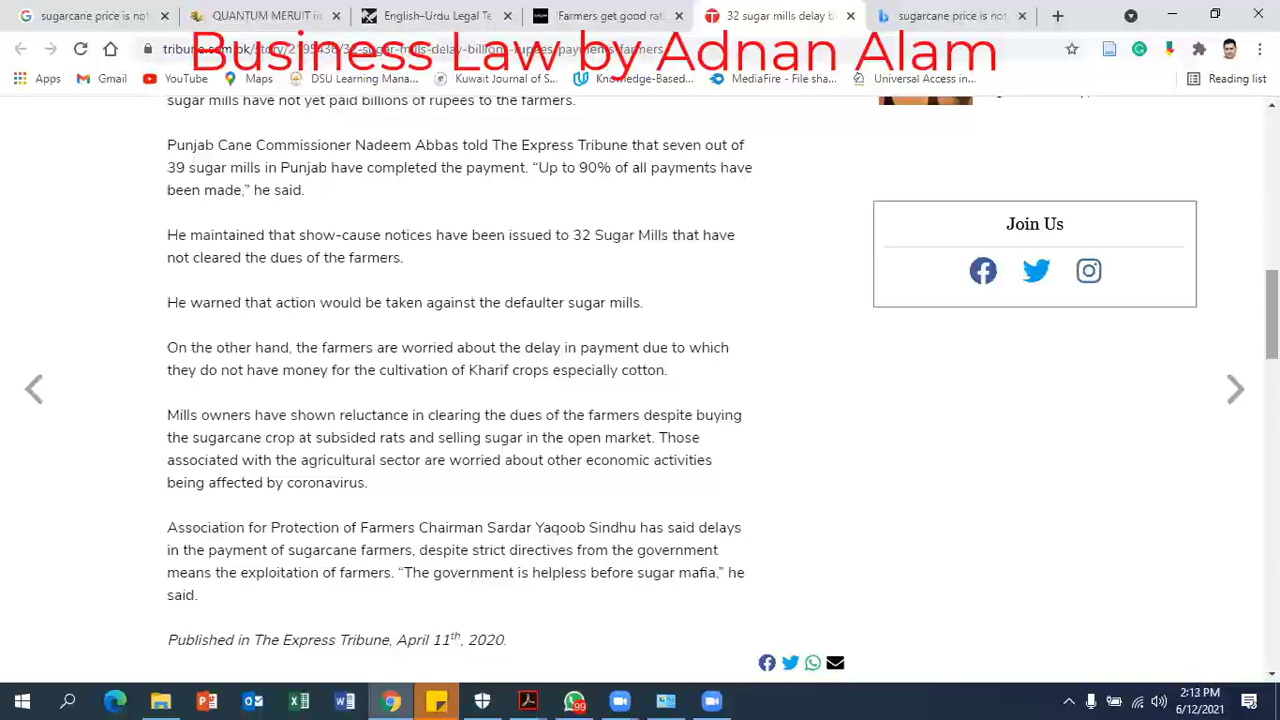 sugarcane price is not
QUANTUMMERUIT in
English–Urdu Legal Te
'Farmers get good rat
32 sugar mills delay b
sugarcane price is not
Business Law by Adnan Alam
Apps
Gmail
YouTube
Maps
DSU Learning Mana...
Kuwait Journal of S...
Knowledge-Based...
MediaFire - File sha...
Universal Access in...
Reading list
sugar mills have not yet paid billions of rupees to the farmers.
Punjab Cane Commissioner Nadeem Abbas told The Express Tribune that seven out of
39 sugar mills in Punjab have completed the payment. “Up to 90% of all payments have
been made,” he said.
He maintained that show-cause notices have been issued to 32 Sugar Mills that have
not cleared the dues of the farmers.
He warned that action would be taken against the defaulter sugar mills.
On the other hand, the farmers are worried about the delay in payment due to which
they do not have money for the cultivation of Kharif crops especially cotton.
Mills owners have shown reluctance in clearing the dues of the farmers despite buying
the sugarcane crop at subsided rats and selling sugar in the open market. Those
associated with the agricultural sector are worried about other economic activities
being affected by coronavirus.
Association for Protection of Farmers Chairman Sardar Yaqoob Sindhu has said delays
in the payment of sugarcane farmers, despite strict directives from the government
means the exploitation of farmers. “The government is helpless before sugar mafia,” he
said.
Published in The Express Tribune, April 11th, 2020.
Join Us
99
2:13 PM
6/12/2021